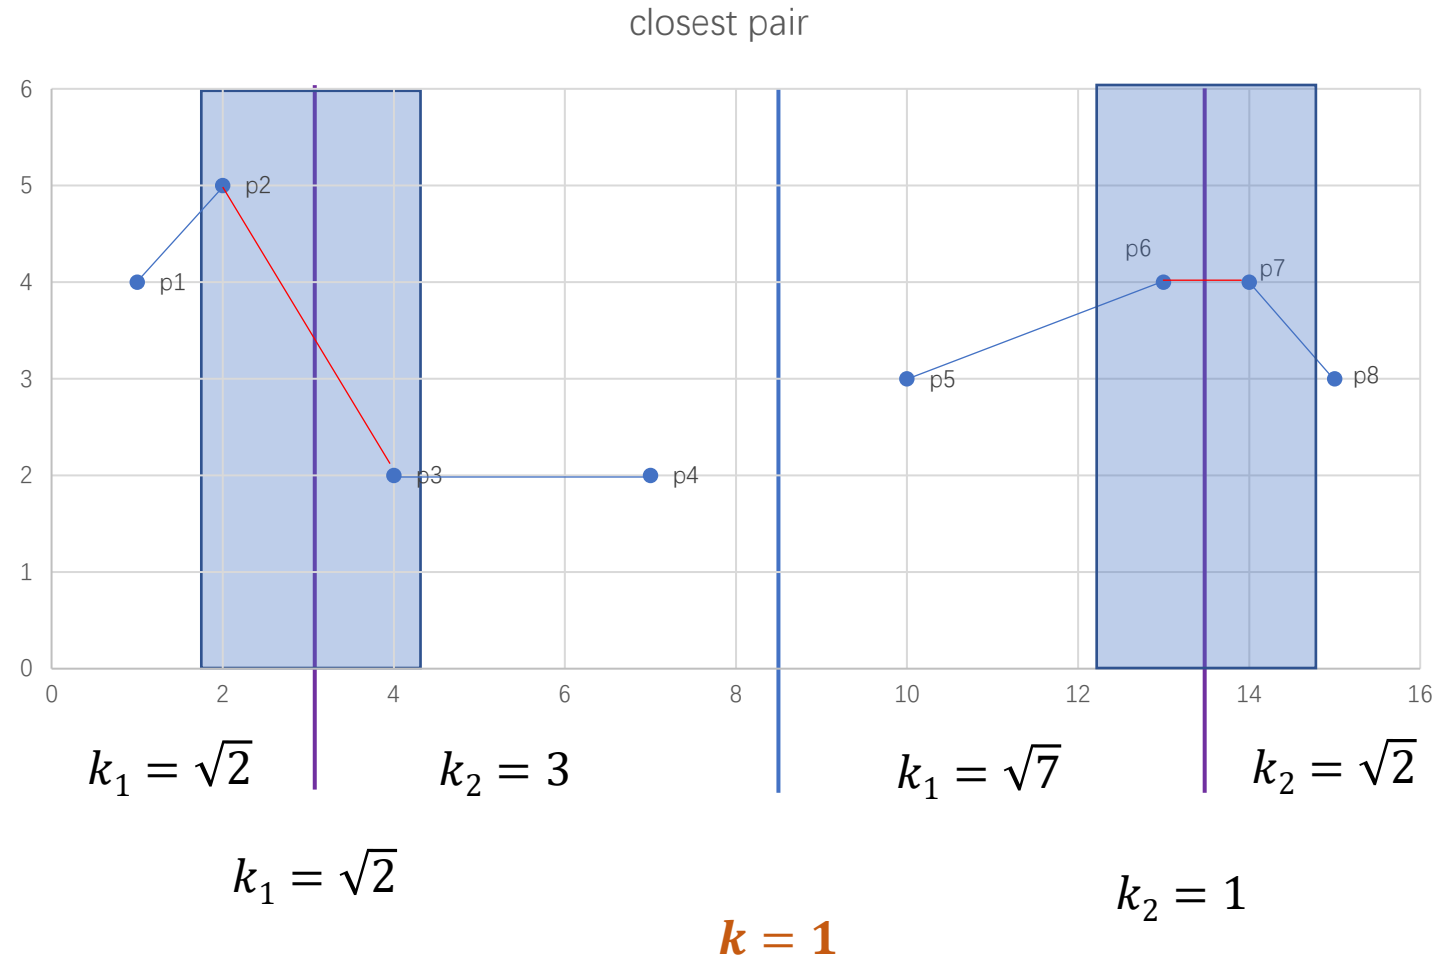 closest pair
6
5
4
3
2
1
0
p2
p6
p7
p1
p5
p8
p3
p4
0 2 4 6 8 10 12 14 16
k₁ = √2 k₂ = 3 k₁ = √7 k₂ = √2
k₁ = √2 k₂ = 1
k = 1